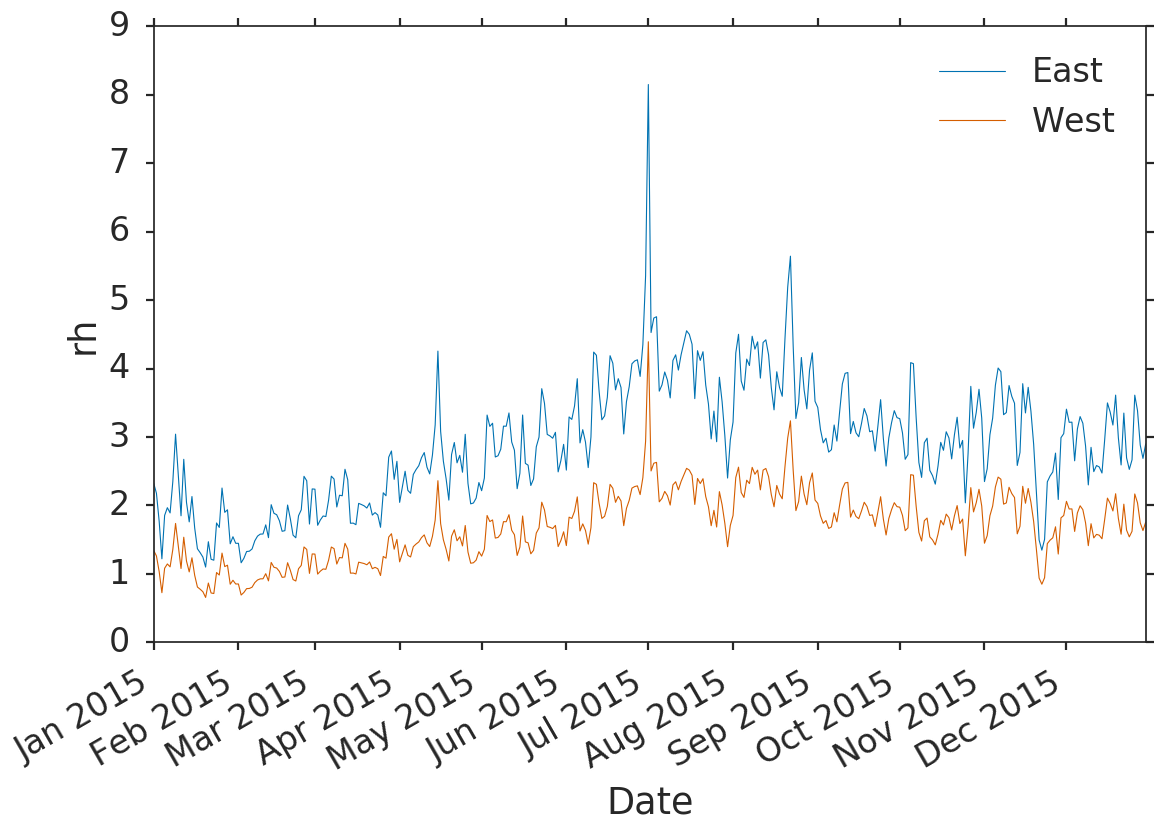 9
8
7
6
5
4
3
2
1
0
rh
East
West
Jan 2015
Feb 2015
Mar 2015
Apr 2015
May 2015
Jun 2015
Jul 2015
Aug 2015
Sep 2015
Oct 2015
Nov 2015
Dec 2015
Date